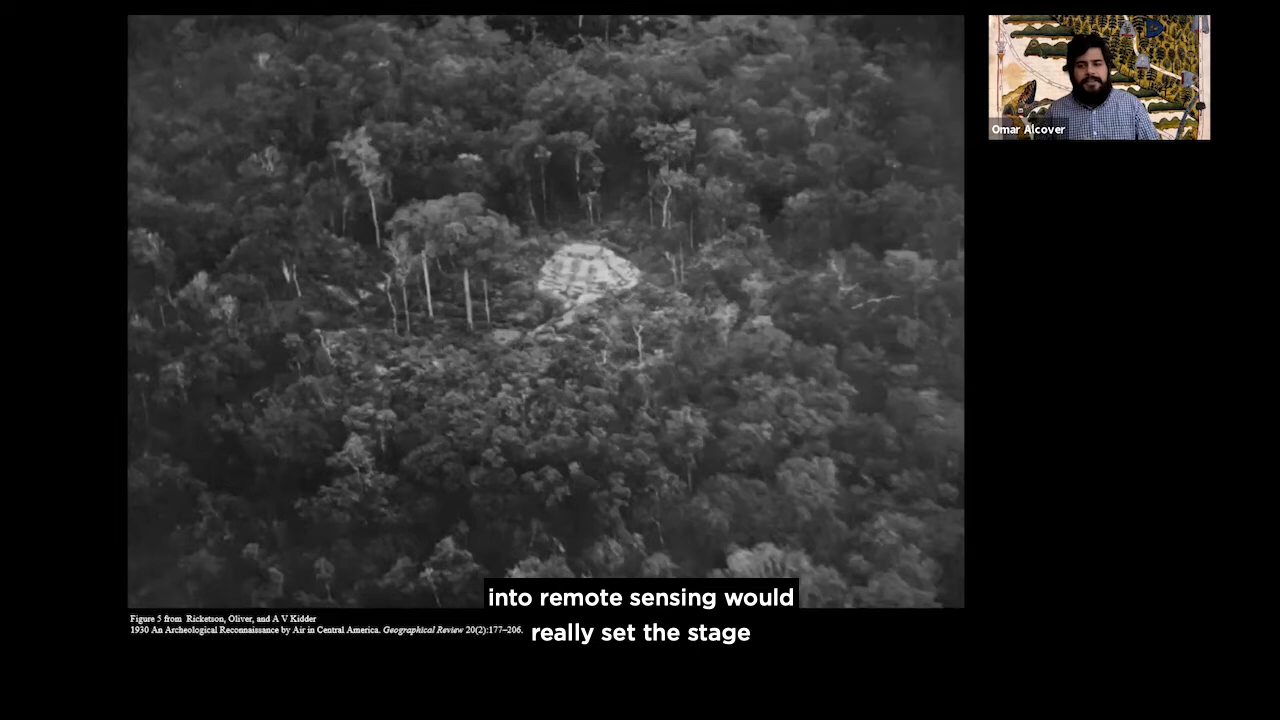 Omar Alcover
into remote sensing would
really set the stage
Figure 5 from Ricketson, Oliver, and A V Kidder
1930 An Archeological Reconnaissance by Air in Central America. Geographical Review 20(2):177–206.